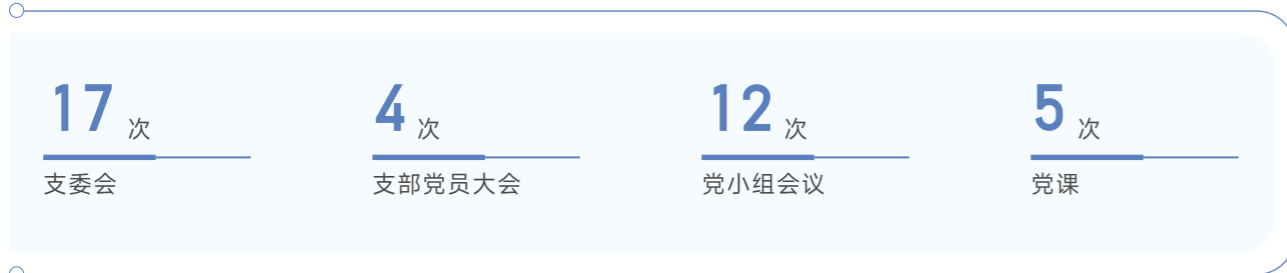 17 次
支委会
4 次
支部党员大会
12 次
党小组会议
5 次
党课